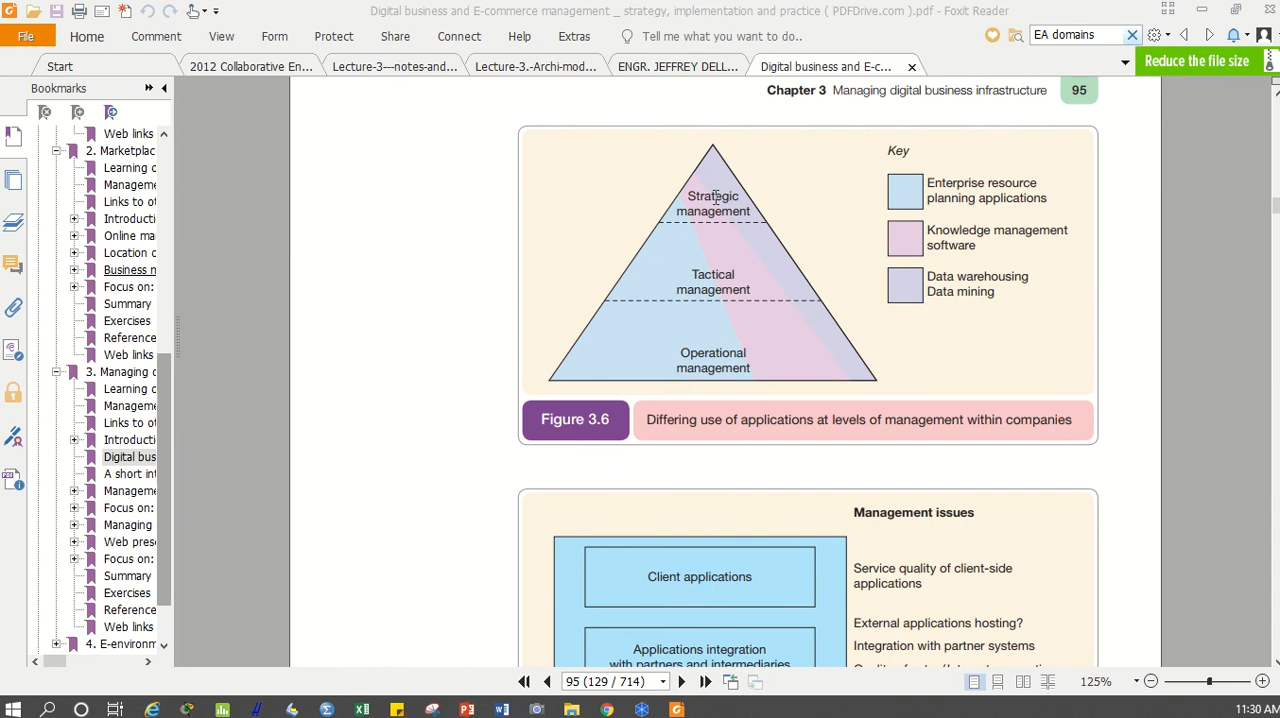 Digital business and E-commerce management _ strategy, implementation and practice ( PDFDrive.com ).pdf - Foxit Reader
File Home Comment View Form Protect Share Connect Help Extras Tell me what you want to do.. EA domains
Start 2012 Collaborative En... Lecture-3---notes-and... Lecture-3.-Archimod... ENGR. JEFFREY DELL... Digital business and E-c... Reduce the file size
Bookmarks
Web links
2. Marketplac
Learning o
Manageme
Links to ot
Introducti
Online ma
Location o
Business m
Focus on:
Summary
Exercises
Reference
Web links
3. Managing d
Learning o
Manageme
Links to ot
Introducti
Digital bus
A short int
Manageme
Focus on:
Managing
Web prese
Focus on:
Summary
Exercises
Reference
Web links
4. E-environm
Chapter 3 Managing digital business infrastructure 95
Strategic
management
Tactical
management
Operational
management
Key
Enterprise resource
planning applications
Knowledge management
software
Data warehousing
Data mining
Figure 3.6 Differing use of applications at levels of management within companies
Management issues
Client applications
Service quality of client-side
applications
External applications hosting?
Applications integration
with partners and intermediaries
Integration with partner systems
95 (129 / 714) 125%
11:30 AM